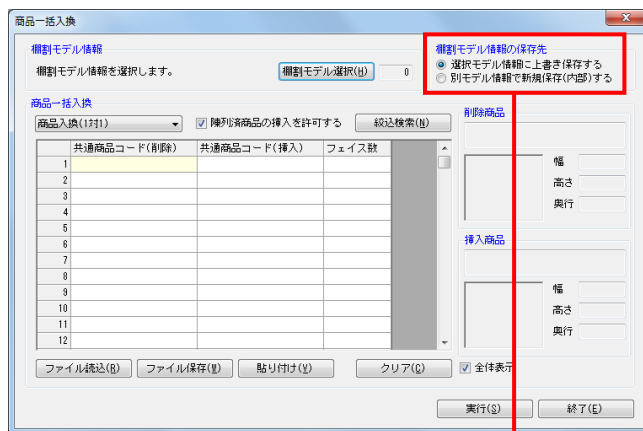 商品一括入換
棚割モデル情報
棚割モデル情報を選択します。
棚割モデル選択(H)
0
棚割モデル情報の保存先
選択モデル情報に上書き保存する
別モデル情報で新規保存(内部)する
商品一括入換
商品入換(1対1)
陳列済商品の挿入を許可する
絞込検索(N)
共通商品コード(削除) 共通商品コード(挿入) フェイス数
1
2
3
4
5
6
7
8
9
10
11
12
削除商品
幅
高さ
奥行
挿入商品
幅
高さ
奥行
ファイル読込(R) ファイル保存(W) 貼り付け(V) クリア(C) 全体表示
実行(S) 終了(E)